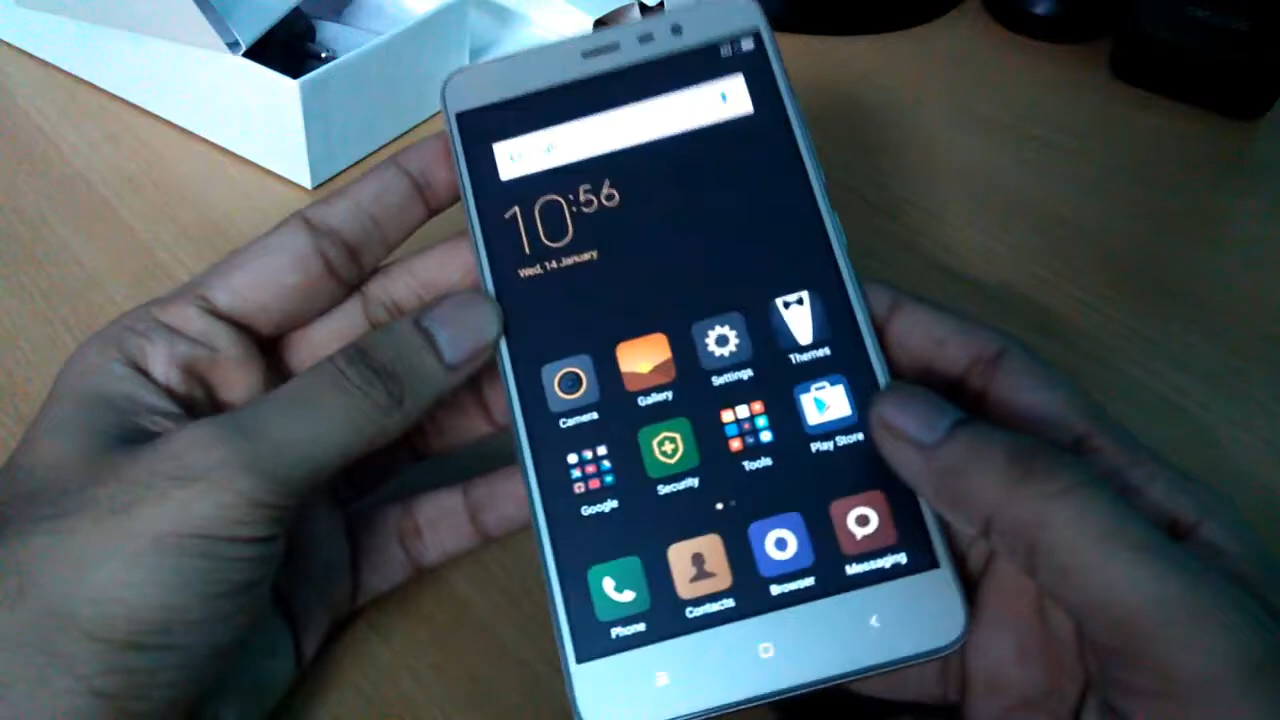 10:56
Wed, 14 January
Camera
Gallery
Settings
Themes
Google
Security
Tools
Play Store
Phone
Contacts
Browser
Messaging